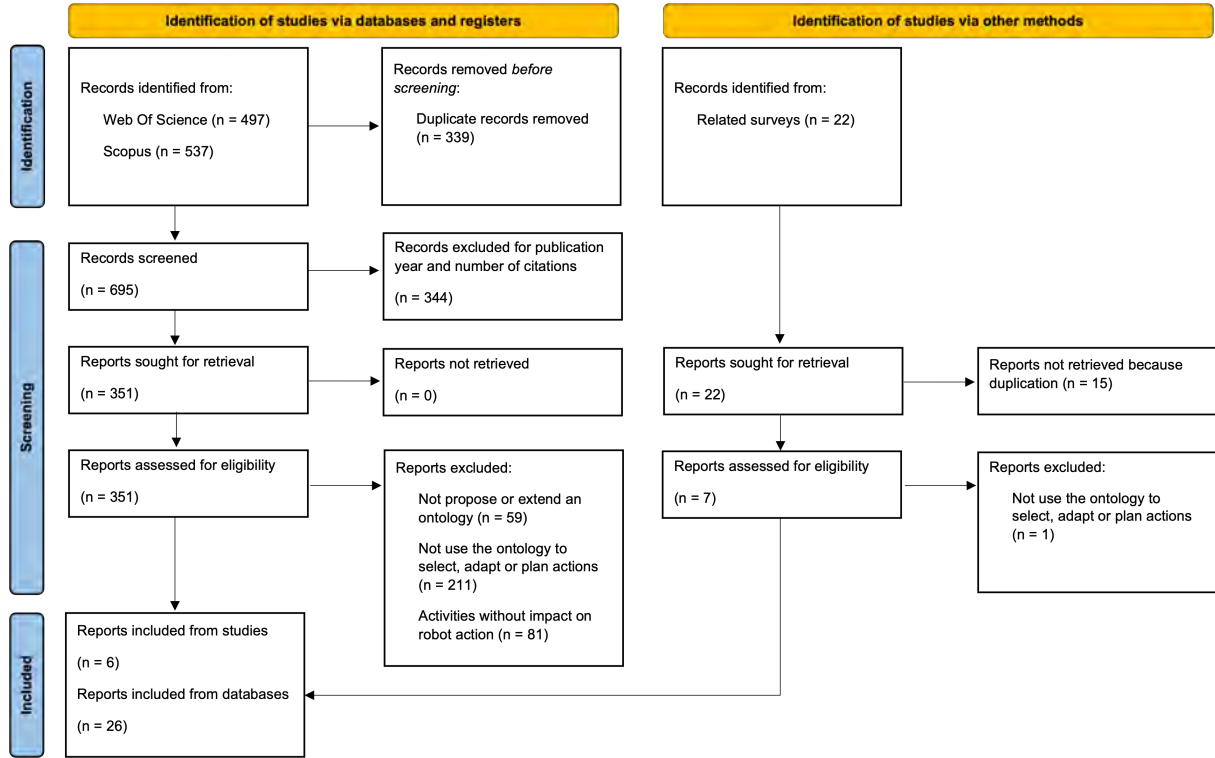 Identification of studies via databases and registers
Identification of studies via other methods
Identification
Records identified from:
Web Of Science (n = 497)
Scopus (n = 537)
Records removed before
screening:
Duplicate records removed
(n = 339)
Records identified from:
Related surveys (n = 22)
Screening
Records screened
(n = 695)
Records excluded for publication
year and number of citations
(n = 344)
Reports sought for retrieval
(n = 351)
Reports not retrieved
(n = 0)
Reports sought for retrieval
(n = 22)
Reports not retrieved because
duplication (n = 15)
Reports assessed for eligibility
(n = 351)
Reports excluded:
Not propose or extend an
ontology (n = 59)
Not use the ontology to
select, adapt or plan actions
(n = 211)
Activities without impact on
robot action (n = 81)
Reports assessed for eligibility
(n = 7)
Reports excluded:
Not use the ontology to
select, adapt or plan actions
(n = 1)
Included
Reports included from studies
(n = 6)
Reports included from databases
(n = 26)